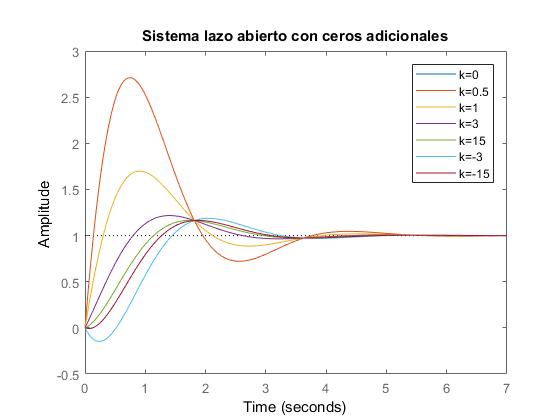 Sistema lazo abierto con ceros adicionales
3
2.5
2
1.5
1
0.5
0
-0.5
Amplitude
k=0
k=0.5
k=1
k=3
k=15
k=-3
k=-15
0 1 2 3 4 5 6 7
Time (seconds)